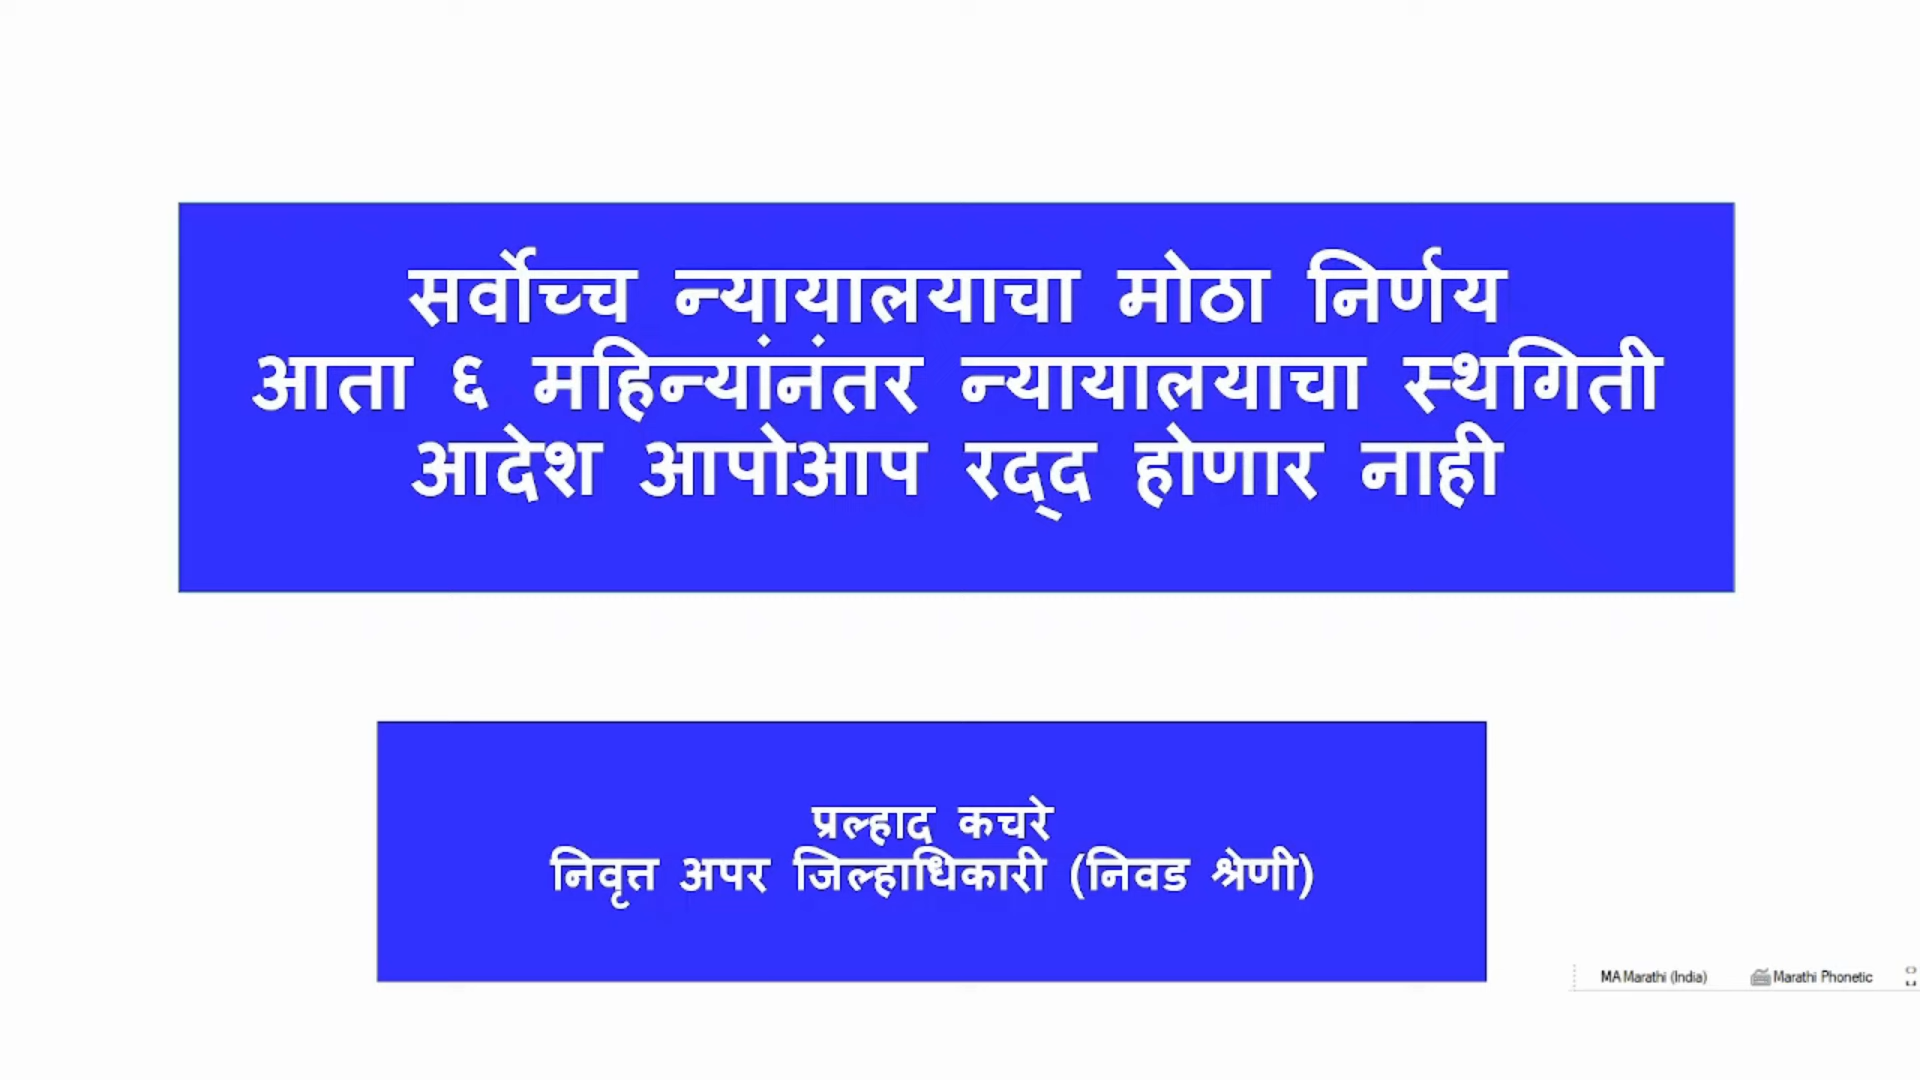 सर्वोच्च न्यायालयाचा मोठा निर्णय
आता ६ महिन्यांनंतर न्यायालयाचा स्थगिती
आदेश आपोआप रद्द होणार नाही
प्रल्हाद कचरे
निवृत्त अपर जिल्हाधिकारी (निवड श्रेणी)
MA Marathi (India) Marathi Phonetic